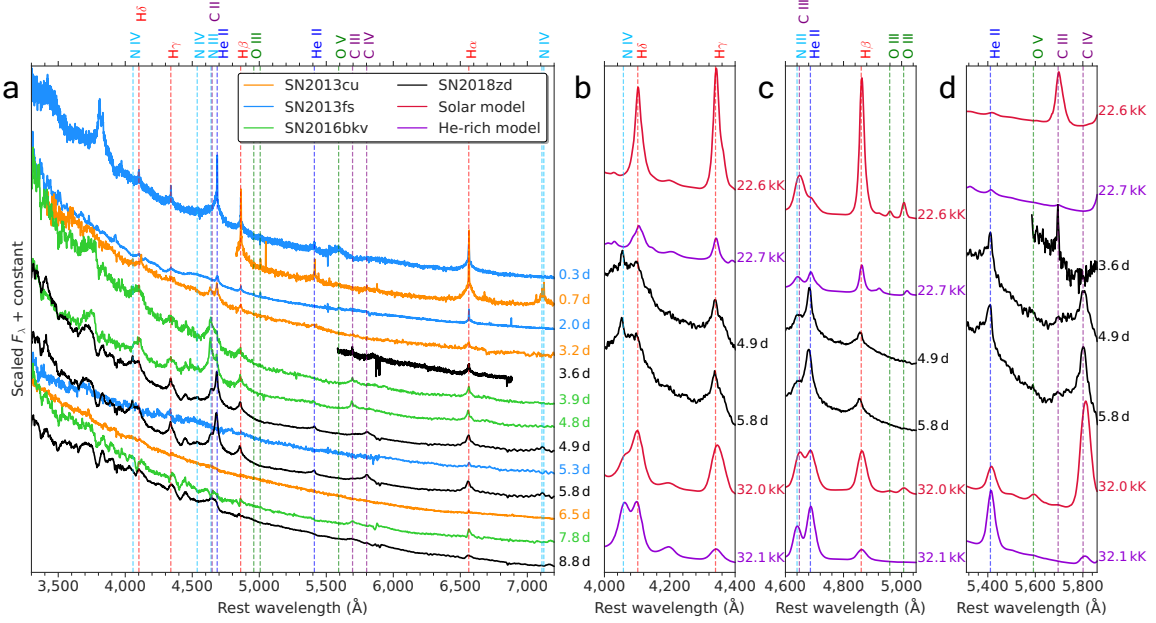 C III
Hδ
C II
N IV
Hγ
N IV
N III
He II
Hβ
O III
He II
O V
C III
C IV
Hα
N IV
N IV
Hδ
Hγ
N III
He II
Hβ
O III
O III
He II
O V
C III
C IV
a
b
c
d
SN2013cu
SN2013fs
SN2016bkv
SN2018zd
Solar model
He-rich model
Scaled Fλ + constant
0.3 d
0.7 d
2.0 d
3.2 d
3.6 d
3.9 d
4.8 d
4.9 d
5.3 d
5.8 d
6.5 d
7.8 d
8.8 d
22.6 kK
22.7 kK
4.9 d
5.8 d
32.0 kK
32.1 kK
22.6 kK
22.7 kK
4.9 d
5.8 d
32.0 kK
32.1 kK
22.6 kK
22.7 kK
3.6 d
4.9 d
5.8 d
32.0 kK
32.1 kK
3,500 4,000 4,500 5,000 5,500 6,000 6,500 7,000
Rest wavelength (Å)
4,000 4,200 4,400
Rest wavelength (Å)
4,600 4,800 5,000
Rest wavelength (Å)
5,400 5,600 5,800
Rest wavelength (Å)